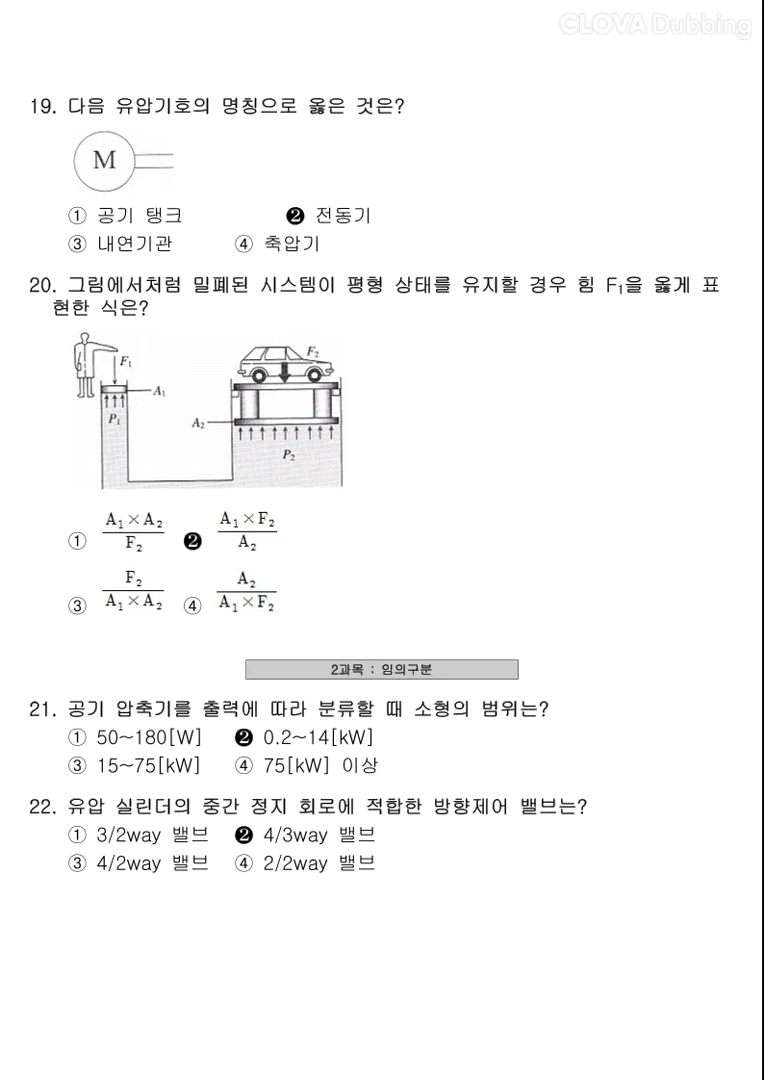 CLOVA Dubbing
19. 다음 유압기호의 명칭으로 옳은 것은?
M
① 공기 탱크 ❷ 전동기
③ 내연기관 ④ 축압기
20. 그림에서처럼 밀폐된 시스템이 평형 상태를 유지할 경우 힘 F₁을 옳게 표
현한 식은?
F₁
F₂
A₁
P₁
A₂
P₂
① A₁×A₂/F₂ ❷ A₁×F₂/A₂
③ F₂/A₁×A₂ ④ A₂/A₁×F₂
2과목 : 임의구분
21. 공기 압축기를 출력에 따라 분류할 때 소형의 범위는?
① 50~180[W] ❷ 0.2~14[kW]
③ 15~75[kW] ④ 75[kW] 이상
22. 유압 실린더의 중간 정지 회로에 적합한 방향제어 밸브는?
① 3/2way 밸브 ❷ 4/3way 밸브
③ 4/2way 밸브 ④ 2/2way 밸브